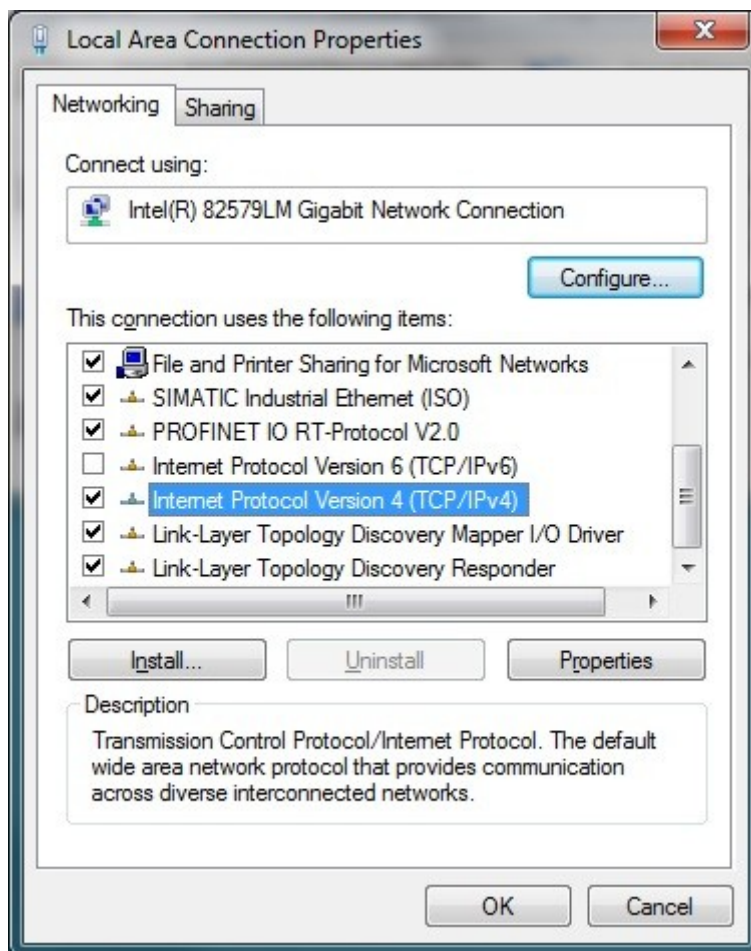 Local Area Connection Properties
Networking
Sharing
Connect using:
Intel(R) 82579LM Gigabit Network Connection
Configure...
This connection uses the following items:
File and Printer Sharing for Microsoft Networks
SIMATIC Industrial Ethernet (ISO)
PROFINET IO RT-Protocol V2.0
Internet Protocol Version 6 (TCP/IPv6)
Internet Protocol Version 4 (TCP/IPv4)
Link-Layer Topology Discovery Mapper I/O Driver
Link-Layer Topology Discovery Responder
Install...
Uninstall
Properties
Description
Transmission Control Protocol/Internet Protocol. The default
wide area network protocol that provides communication
across diverse interconnected networks.
OK
Cancel